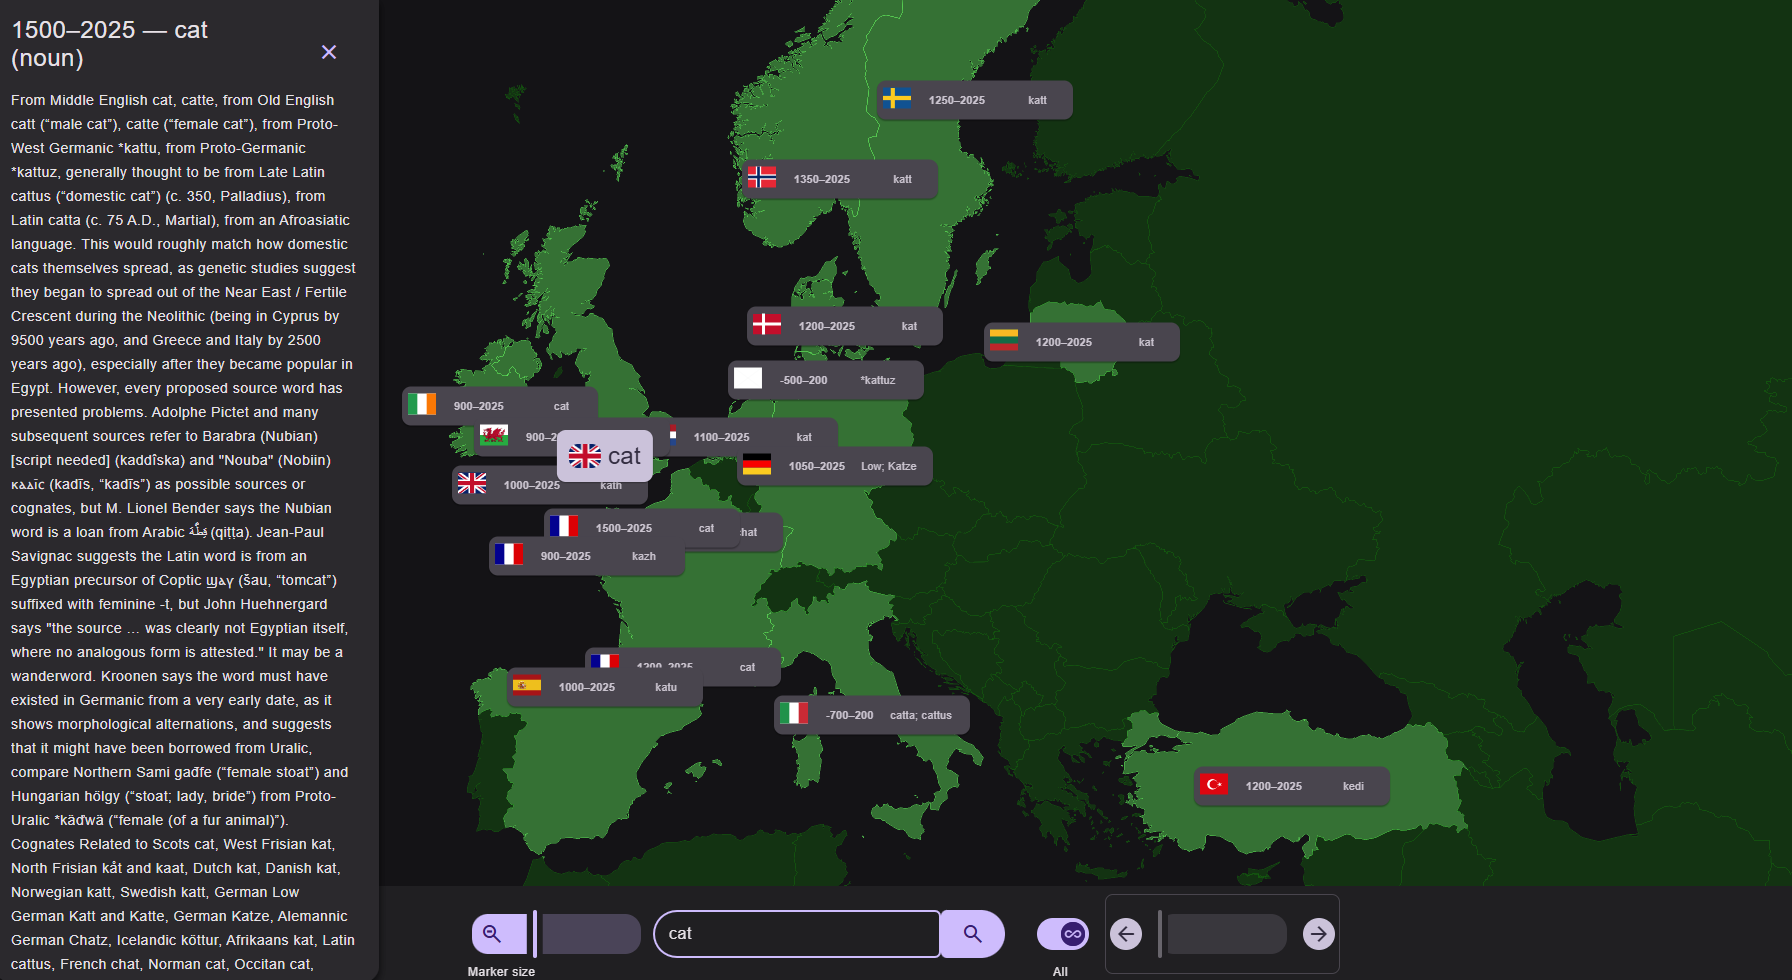 1500–2025 — cat
(noun)
From Middle English cat, catte, from Old English
catt (“male cat”), catte (“female cat”), from Proto-
West Germanic *kattu, from Proto-Germanic
*kattuz, generally thought to be from Late Latin
cattus (“domestic cat”) (c. 350, Palladius), from
Latin catta (c. 75 A.D., Martial), from an Afroasiatic
language. This would roughly match how domestic
cats themselves spread, as genetic studies suggest
they began to spread out of the Near East / Fertile
Crescent during the Neolithic (being in Cyprus by
9500 years ago, and Greece and Italy by 2500
years ago), especially after they became popular in
Egypt. However, every proposed source word has
presented problems. Adolphe Pictet and many
subsequent sources refer to Barabra (Nubian)
[script needed] (kaddîska) and "Nouba" (Nobiin)
ⲕⲁⲇⲓ̄ⲥ (kadīs, “kadīs”) as possible sources or
cognates, but M. Lionel Bender says the Nubian
word is a loan from Arabic قِطَّة (qiṭṭa). Jean-Paul
Savignac suggests the Latin word is from an
Egyptian precursor of Coptic ϣⲁⲩ (šau, “tomcat”)
suffixed with feminine -t, but John Huehnergard
says "the source … was clearly not Egyptian itself,
where no analogous form is attested." It may be a
wanderword. Kroonen says the word must have
existed in Germanic from a very early date, as it
shows morphological alternations, and suggests
that it might have been borrowed from Uralic,
compare Northern Sami gađfe (“female stoat”) and
Hungarian hölgy (“stoat; lady, bride”) from Proto-
Uralic *käďwä (“female (of a fur animal)”).
Cognates Related to Scots cat, West Frisian kat,
North Frisian kåt and kaat, Dutch kat, Danish kat,
Norwegian katt, Swedish katt, German Low
German Katt and Katte, German Katze, Alemannic
German Chatz, Icelandic köttur, Afrikaans kat, Latin
cattus, French chat, Norman cat, Occitan cat,
1250–2025 katt
1350–2025 katt
1200–2025 kat
1200–2025 kat
-500–200 *kattuz
900–2025 cat
900–2
1100–2025 kat
cat
1050–2025 Low; Katze
1000–2025 kath
1500–2025 cat
hat
900–2025 kazh
1200–2025 cat
1000–2025 katu
-700–200 catta; cattus
1200–2025 kedi
cat
Marker size
All